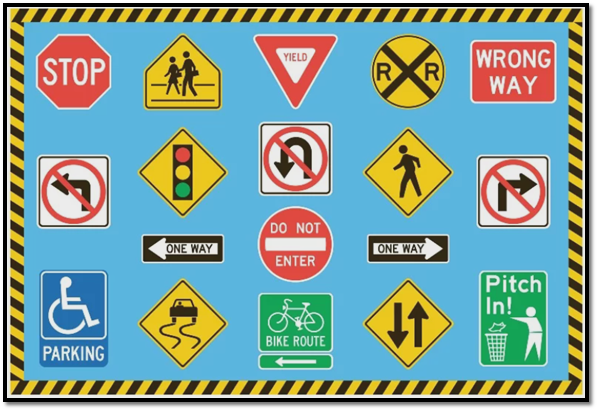 STOP
YIELD
R R
WRONG
WAY
ONE WAY
DO NOT
ENTER
ONE WAY
PARKING
BIKE ROUTE
Pitch
In!